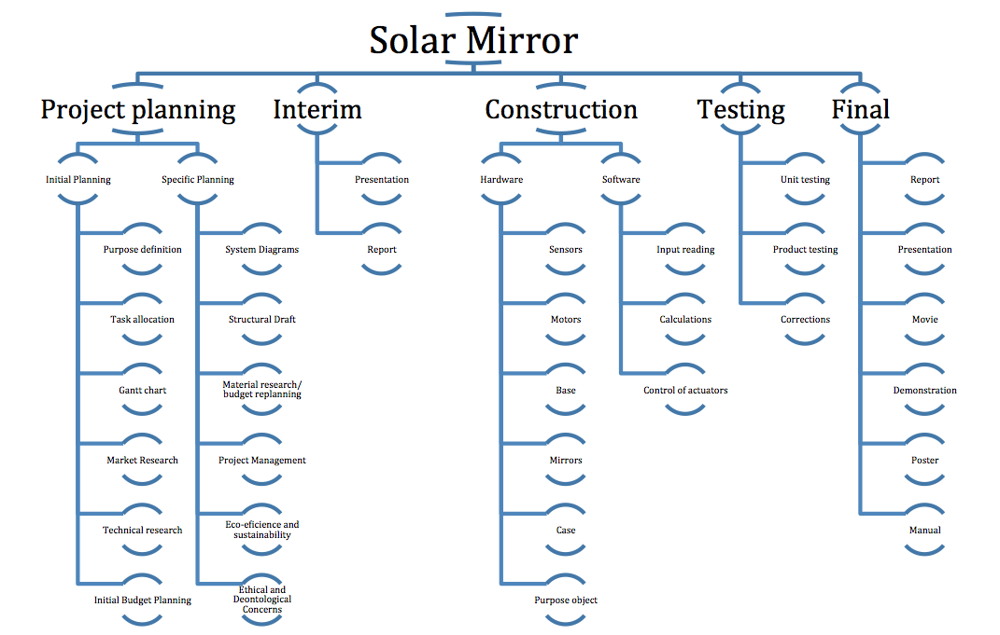 Solar Mirror
Project planning
Interim
Construction
Testing
Final
Initial Planning
Specific Planning
Presentation
Hardware
Software
Unit testing
Report
Purpose definition
System Diagrams
Report
Sensors
Input reading
Product testing
Presentation
Task allocation
Structural Draft
Motors
Calculations
Corrections
Movie
Gantt chart
Material research/
budget replanning
Base
Control of actuators
Demonstration
Market Research
Project Management
Mirrors
Poster
Technical research
Eco-eficience and
sustainability
Case
Manual
Initial Budget Planning
Ethical and
Deontological
Concerns
Purpose object